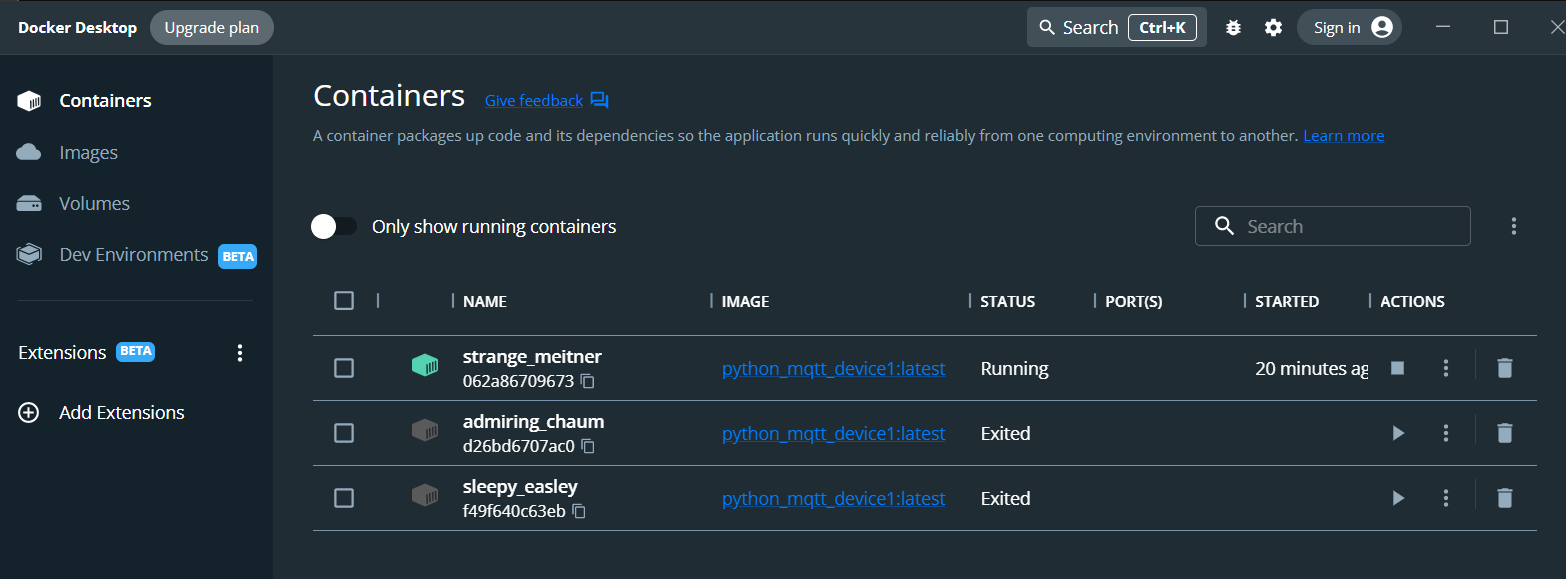 Docker Desktop Upgrade plan Search Ctrl+K Sign in
Containers
Images
Volumes
Dev Environments BETA
Extensions BETA
Add Extensions
Containers Give feedback
A container packages up code and its dependencies so the application runs quickly and reliably from one computing environment to another. Learn more
Only show running containers Search
NAME IMAGE STATUS PORT(S) STARTED ACTIONS
strange_meitner
062a86709673 python_mqtt_device1:latest Running 20 minutes ag
admiring_chaum
d26bd6707ac0 python_mqtt_device1:latest Exited
sleepy_easley
f49f640c63eb python_mqtt_device1:latest Exited